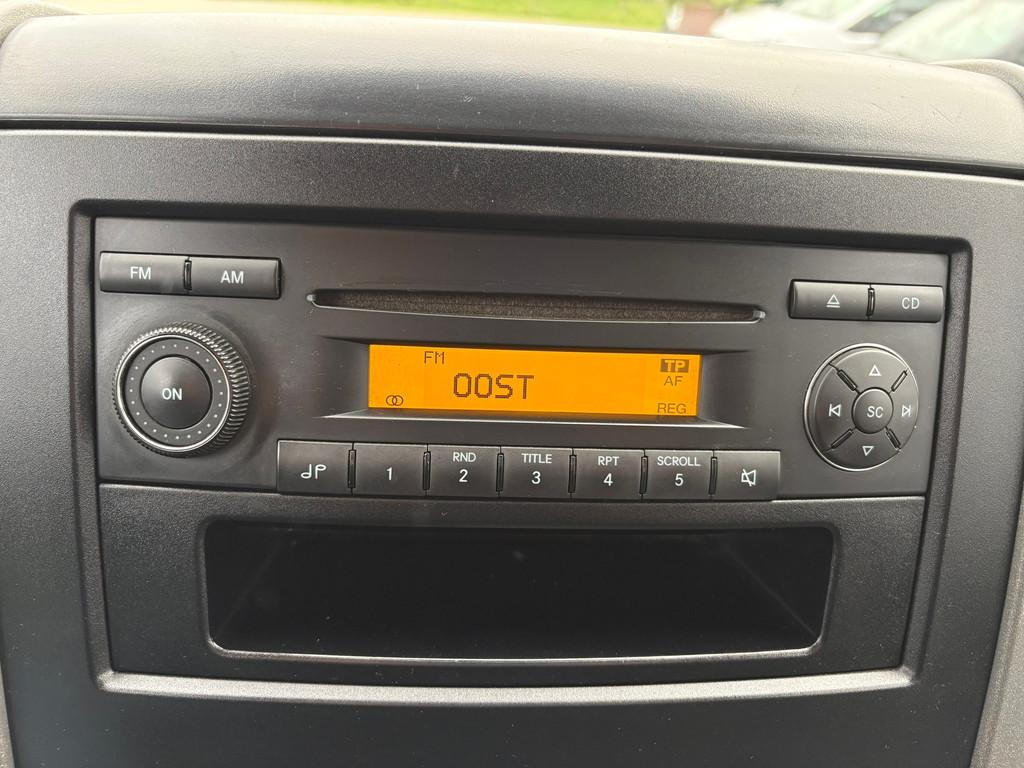 FM AM
CD
ON
FM
OOST
TP
AF
REG
SC
1
RND
2
TITLE
3
RPT
4
SCROLL
5